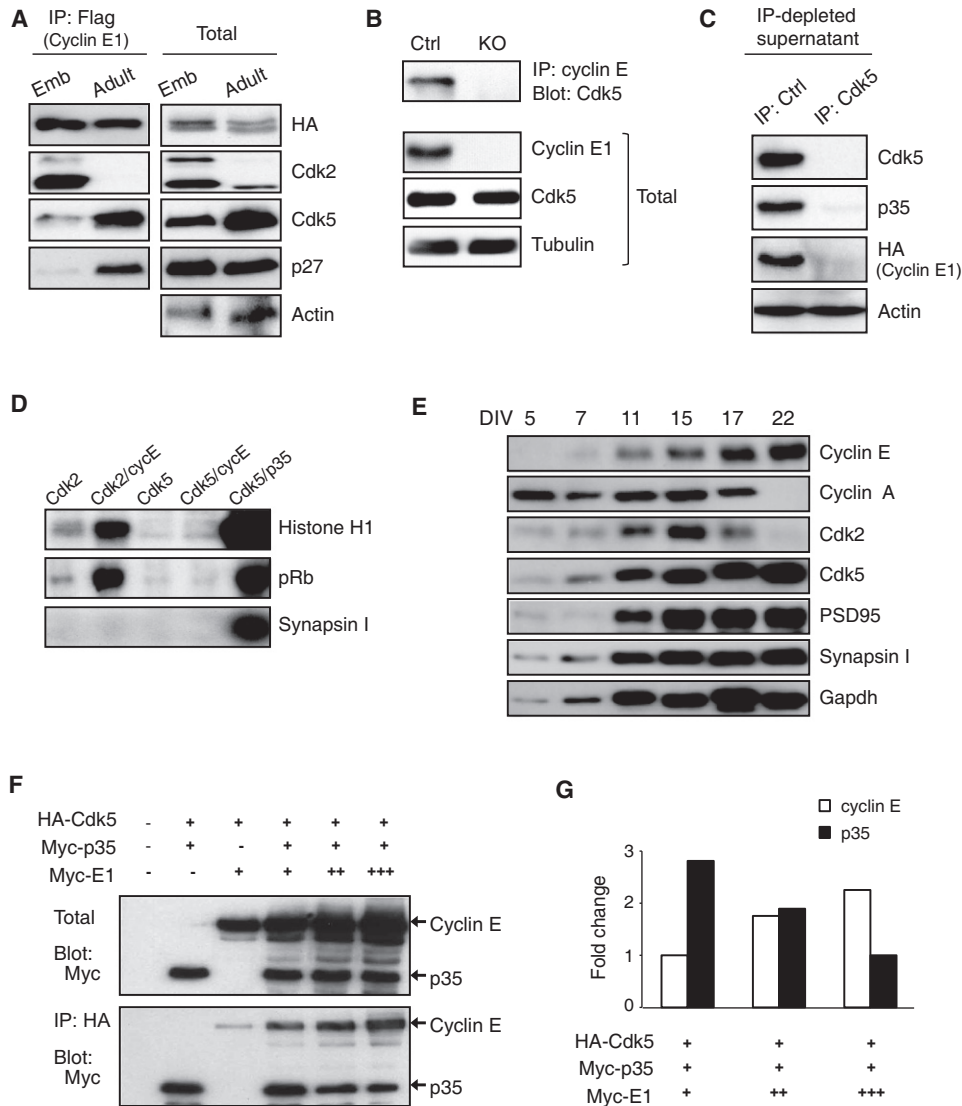 A
IP: Flag
(Cyclin E1)
Total
Emb Adult Emb Adult
HA
Cdk2
Cdk5
p27
Actin
B
Ctrl KO
IP: cyclin E
Blot: Cdk5
Cyclin E1
Cdk5
Tubulin
Total
C
IP-depleted
supernatant
IP: Ctrl IP: Cdk5
Cdk5
p35
HA
(Cyclin E1)
Actin
D
Cdk2 Cdk2/cycE Cdk5 Cdk5/cycE Cdk5/p35
Histone H1
pRb
Synapsin I
E
DIV 5 7 11 15 17 22
Cyclin E
Cyclin A
Cdk2
Cdk5
PSD95
Synapsin I
Gapdh
F
HA-Cdk5 - + + + + +
Myc-p35 - + - + + +
Myc-E1 - - + + ++ +++
Total
Blot:
Myc
Cyclin E
p35
IP: HA
Blot:
Myc
Cyclin E
p35
G
cyclin E
p35
Fold change
3
2
1
0
HA-Cdk5 + + +
Myc-p35 + + +
Myc-E1 + ++ +++